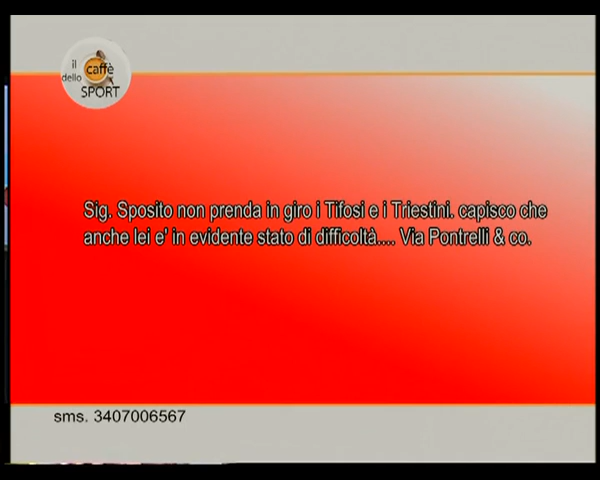 il
dello
caffè
SPORT
Sig. Sposito non prenda in giro i Tifosi e i Triestini. capisco che
anche lei e' in evidente stato di difficoltà.... Via Pontrelli & co.
sms. 3407006567